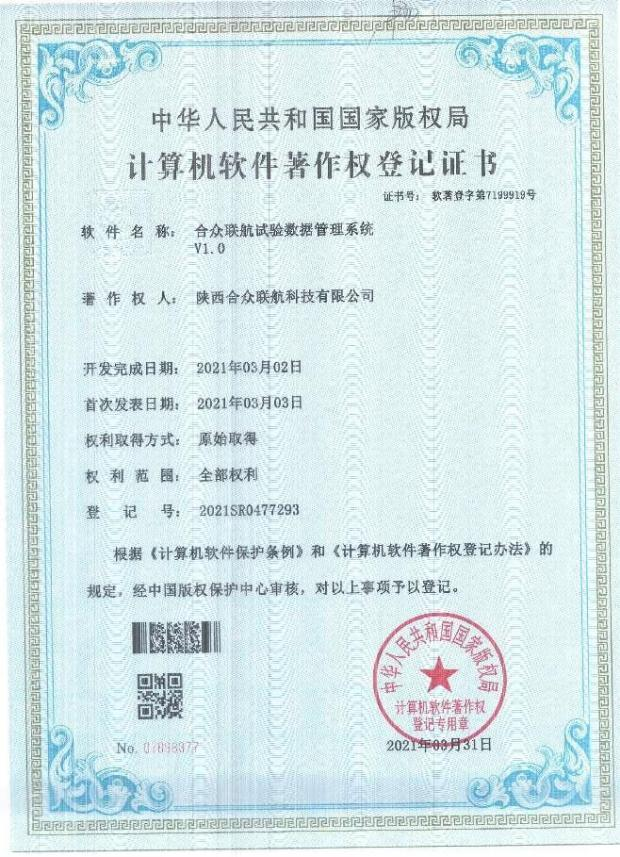 中华人民共和国国家版权局
计算机软件著作权登记证书
证书号： 软著登字第7199919号
软件名称： 合众联航试验数据管理系统
V1.0
著作权人： 陕西合众联航科技有限公司
开发完成日期： 2021年03月02日
首次发表日期： 2021年03月03日
权利取得方式： 原始取得
权利范围： 全部权利
登记号： 2021SR0477293
根据《计算机软件保护条例》和《计算机软件著作权登记办法》的
规定，经中国版权保护中心审核，对以上事项予以登记。
中华人民共和国国家版权局
计算机软件著作权
登记专用章
No.
2021年03月31日